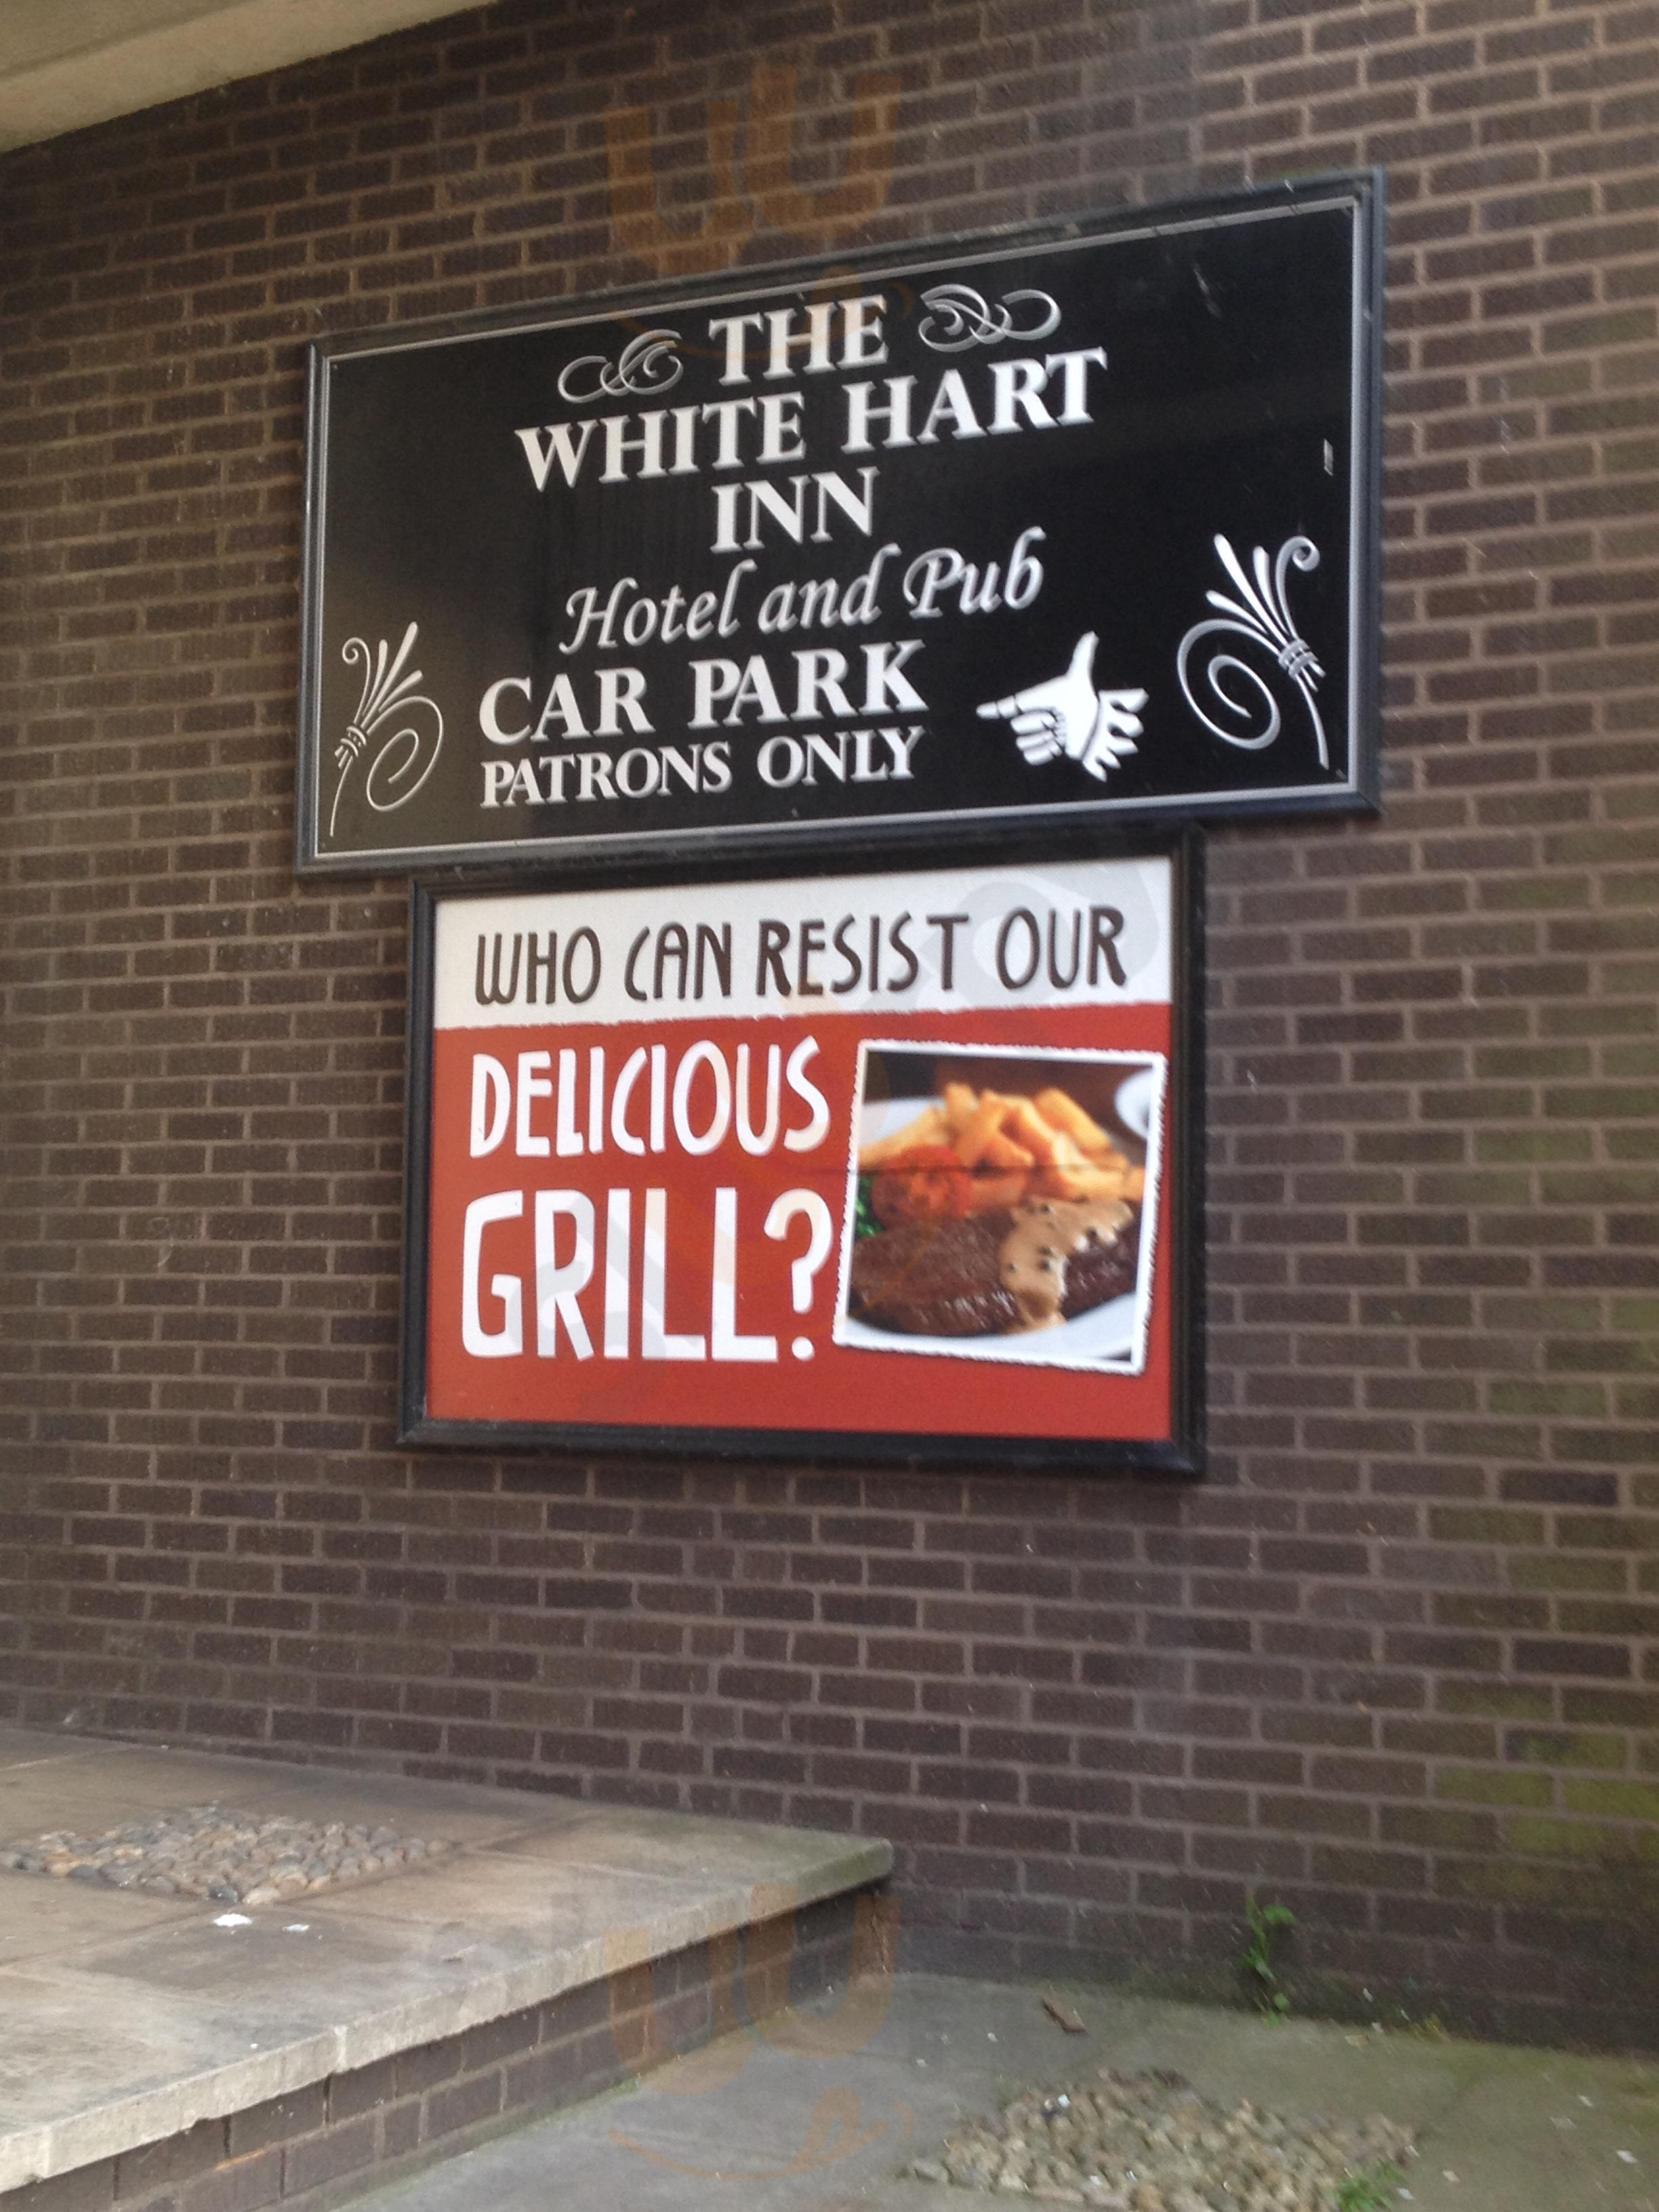 THE
WHITE HART
INN
Hotel and Pub
CAR PARK
PATRONS ONLY
WHO CAN RESIST OUR
DELICIOUS
GRILL?